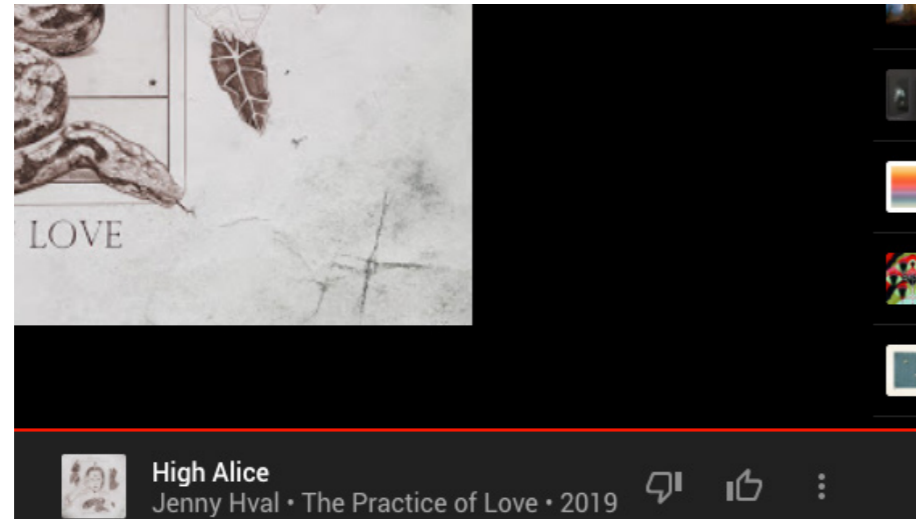 LOVE
High Alice
Jenny Hval • The Practice of Love • 2019